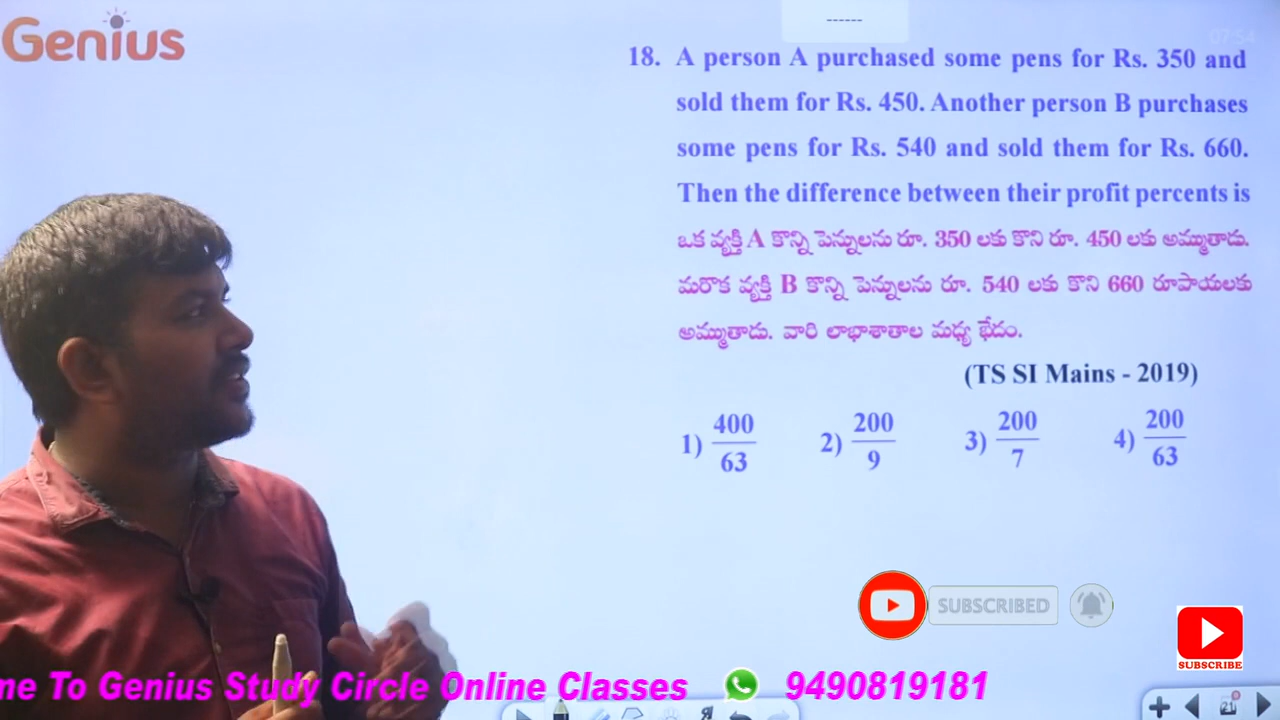 Genius
------
07:54
18. A person A purchased some pens for Rs. 350 and
sold them for Rs. 450. Another person B purchases
some pens for Rs. 540 and sold them for Rs. 660.
Then the difference between their profit percents is
ఒక వ్యక్తి A కొన్ని పెన్నులను రూ. 350 లకు కొని రూ. 450 లకు అమ్ముతాడు.
మరొక వ్యక్తి B కొన్ని పెన్నులను రూ. 540 లకు కొని 660 రూపాయలకు
అమ్ముతాడు. వారి లాభాశాతాల మధ్య భేదం.
(TS SI Mains - 2019)
1) 400/63 2) 200/9 3) 200/7 4) 200/63
SUBSCRIBED
SUBSCRIBE
me To Genius Study Circle Online Classes 9490819181
21